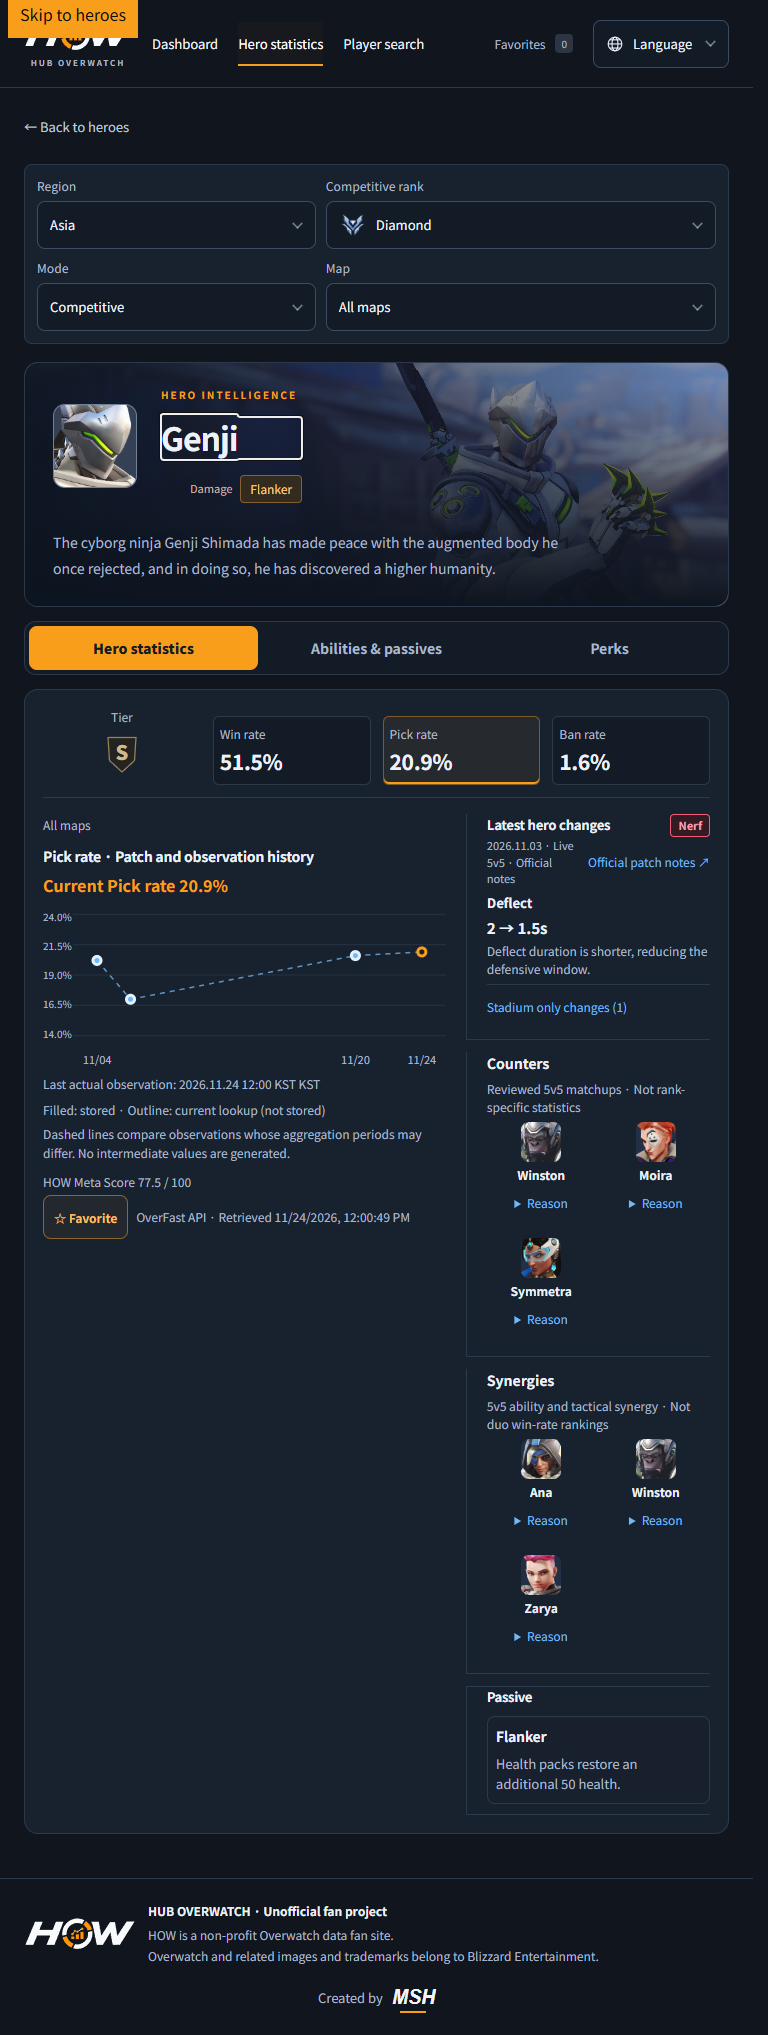 Skip to heroes
HOW
HUB OVERWATCH
Dashboard
Hero statistics
Player search
Favorites 0
Language
← Back to heroes
Region
Competitive rank
Asia
Diamond
Mode
Map
Competitive
All maps
HERO INTELLIGENCE
Genji
Damage
Flanker
The cyborg ninja Genji Shimada has made peace with the augmented body he
once rejected, and in doing so, he has discovered a higher humanity.
Hero statistics
Abilities & passives
Perks
Tier
S
Win rate
51.5%
Pick rate
20.9%
Ban rate
1.6%
All maps
Pick rate · Patch and observation history
Current Pick rate 20.9%
24.0%
21.5%
19.0%
16.5%
14.0%
11/04
11/20
11/24
Last actual observation: 2026.11.24 12:00 KST KST
Filled: stored · Outline: current lookup (not stored)
Dashed lines compare observations whose aggregation periods may
differ. No intermediate values are generated.
HOW Meta Score 77.5 / 100
☆ Favorite
OverFast API · Retrieved 11/24/2026, 12:00:49 PM
Latest hero changes
Nerf
2026.11.03 · Live
5v5 · Official
notes
Official patch notes ↗
Deflect
2 → 1.5s
Deflect duration is shorter, reducing the
defensive window.
Stadium only changes (1)
Counters
Reviewed 5v5 matchups · Not rank-
specific statistics
Winston
Moira
▶ Reason
▶ Reason
Symmetra
▶ Reason
Synergies
5v5 ability and tactical synergy · Not
duo win-rate rankings
Ana
Winston
▶ Reason
▶ Reason
Zarya
▶ Reason
Passive
Flanker
Health packs restore an
additional 50 health.
HOW
HUB OVERWATCH · Unofficial fan project
HOW is a non-profit Overwatch data fan site.
Overwatch and related images and trademarks belong to Blizzard Entertainment.
Created by MSH